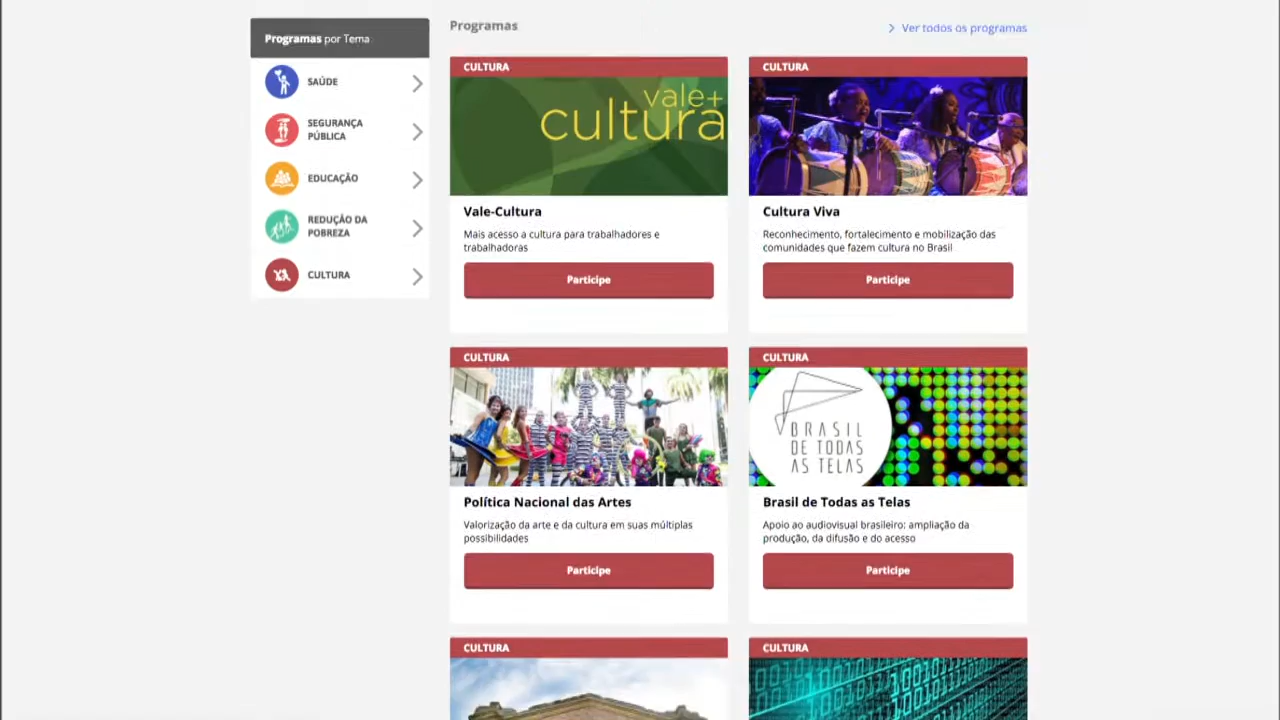 Programas por Tema
SAÚDE
SEGURANÇA
PÚBLICA
EDUCAÇÃO
REDUÇÃO DA
POBREZA
CULTURA
Programas
Ver todos os programas
CULTURA
vale+
cultura
Vale-Cultura
Mais acesso a cultura para trabalhadores e
trabalhadoras
Participe
CULTURA
Cultura Viva
Reconhecimento, fortalecimento e mobilização das
comunidades que fazem cultura no Brasil
Participe
CULTURA
Política Nacional das Artes
Valorização da arte e da cultura em suas múltiplas
possibilidades
Participe
CULTURA
BRASIL
DE TODAS
AS TELAS
Brasil de Todas as Telas
Apoio ao audiovisual brasileiro: ampliação da
produção, da difusão e do acesso
Participe
CULTURA
CULTURA